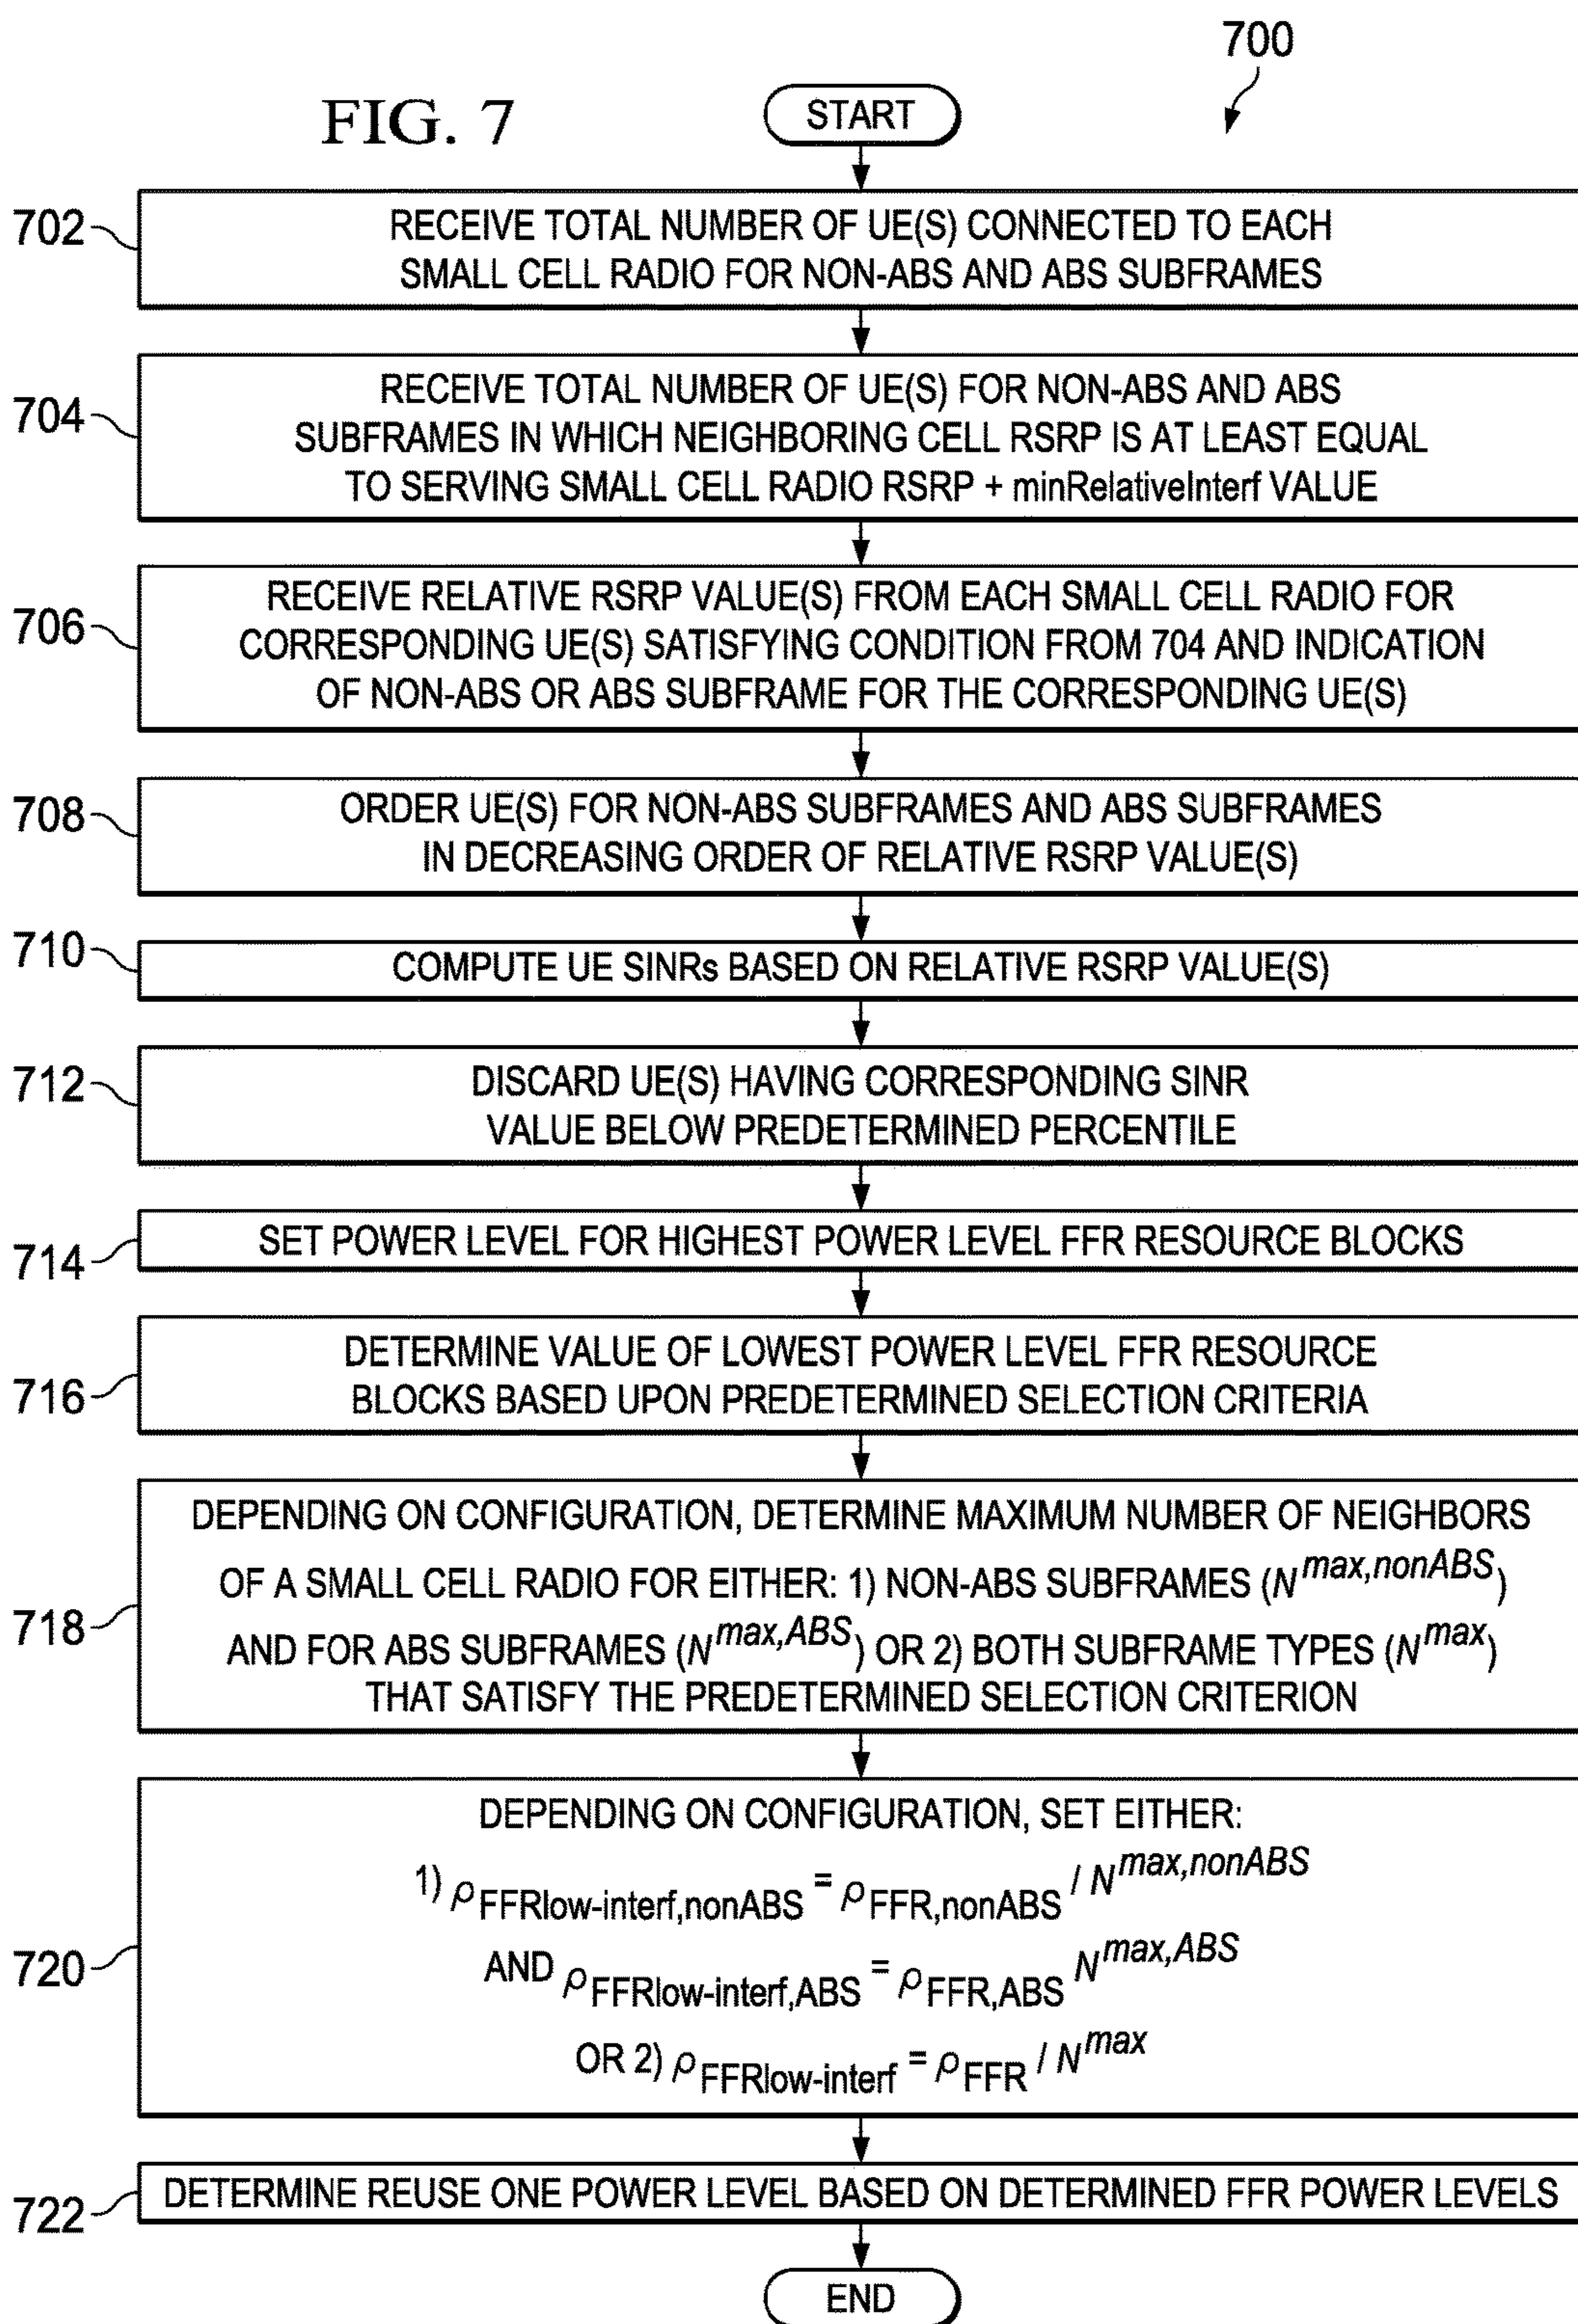 700
FIG. 7
START
702
RECEIVE TOTAL NUMBER OF UE(S) CONNECTED TO EACH
SMALL CELL RADIO FOR NON-ABS AND ABS SUBFRAMES
704
RECEIVE TOTAL NUMBER OF UE(S) FOR NON-ABS AND ABS
SUBFRAMES IN WHICH NEIGHBORING CELL RSRP IS AT LEAST EQUAL
TO SERVING SMALL CELL RADIO RSRP + minRelativeInterf VALUE
706
RECEIVE RELATIVE RSRP VALUE(S) FROM EACH SMALL CELL RADIO FOR
CORRESPONDING UE(S) SATISFYING CONDITION FROM 704 AND INDICATION
OF NON-ABS OR ABS SUBFRAME FOR THE CORRESPONDING UE(S)
708
ORDER UE(S) FOR NON-ABS SUBFRAMES AND ABS SUBFRAMES
IN DECREASING ORDER OF RELATIVE RSRP VALUE(S)
710
COMPUTE UE SINRs BASED ON RELATIVE RSRP VALUE(S)
712
DISCARD UE(S) HAVING CORRESPONDING SINR
VALUE BELOW PREDETERMINED PERCENTILE
714
SET POWER LEVEL FOR HIGHEST POWER LEVEL FFR RESOURCE BLOCKS
716
DETERMINE VALUE OF LOWEST POWER LEVEL FFR RESOURCE
BLOCKS BASED UPON PREDETERMINED SELECTION CRITERIA
718
DEPENDING ON CONFIGURATION, DETERMINE MAXIMUM NUMBER OF NEIGHBORS
OF A SMALL CELL RADIO FOR EITHER: 1) NON-ABS SUBFRAMES (N^max,nonABS)
AND FOR ABS SUBFRAMES (N^max,ABS) OR 2) BOTH SUBFRAME TYPES (N^max)
THAT SATISFY THE PREDETERMINED SELECTION CRITERION
720
DEPENDING ON CONFIGURATION, SET EITHER:
1) ρ_FFRlow-interf,nonABS = ρ_FFR,nonABS / N^max,nonABS
AND ρ_FFRlow-interf,ABS = ρ_FFR,ABS N^max,ABS
OR 2) ρ_FFRlow-interf = ρ_FFR / N^max
722
DETERMINE REUSE ONE POWER LEVEL BASED ON DETERMINED FFR POWER LEVELS
END